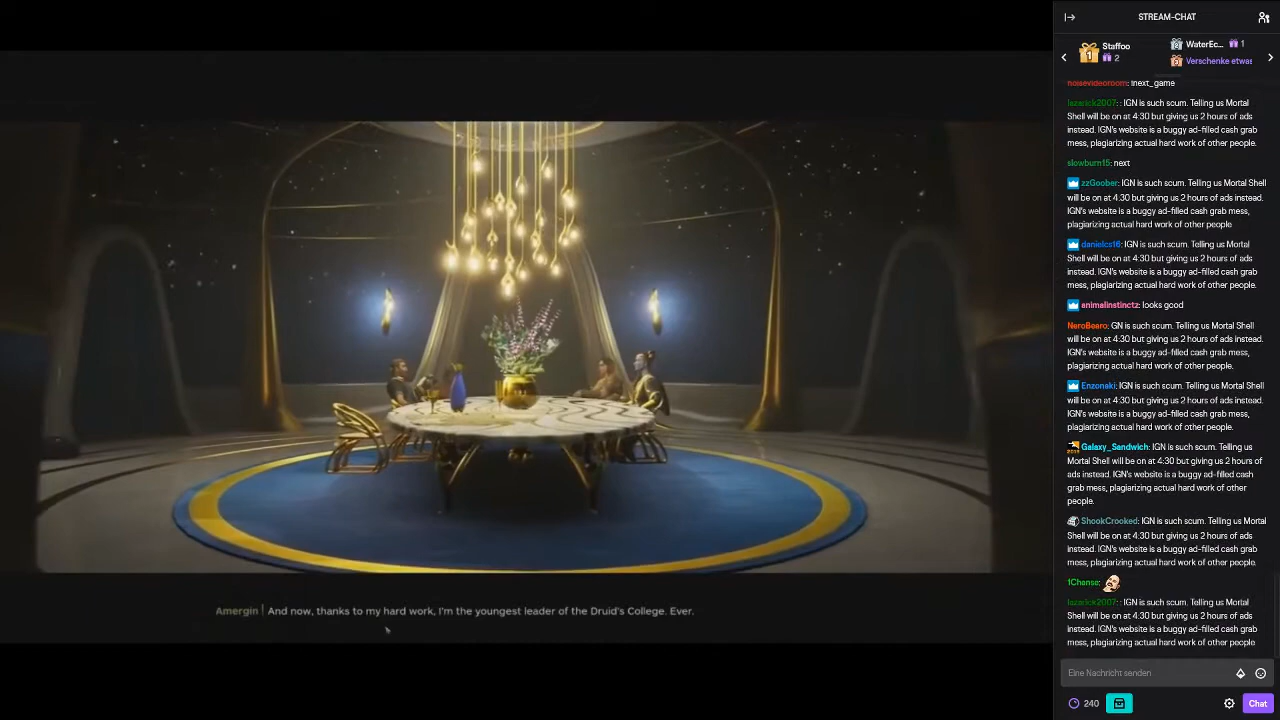 STREAM-CHAT
Staffoo
2
WaterEc... 1
Verschenke etwas
noisevideoroom: !next_game
lazarick2007: : IGN is such scum. Telling us Mortal
Shell will be on at 4:30 but giving us 2 hours of ads
instead. IGN's website is a buggy ad-filled cash grab
mess, plagiarizing actual hard work of other people.
slowburn15: next
zzGoober: IGN is such scum. Telling us Mortal Shell
will be on at 4:30 but giving us 2 hours of ads instead.
IGN's website is a buggy ad-filled cash grab mess,
plagiarizing actual hard work of other people
danielcs16: IGN is such scum. Telling us Mortal
Shell will be on at 4:30 but giving us 2 hours of ads
instead. IGN's website is a buggy ad-filled cash grab
mess, plagiarizing actual hard work of other people.
animalinstinctz: looks good
NeroBearo: GN is such scum. Telling us Mortal
Shell will be on at 4:30 but giving us 2 hours of ads
instead. IGN's website is a buggy ad-filled cash grab
mess, plagiarizing actual hard work of other people.
Enzonaki: IGN is such scum. Telling us Mortal Shell
will be on at 4:30 but giving us 2 hours of ads instead.
IGN's website is a buggy ad-filled cash grab mess,
plagiarizing actual hard work of other people.
Galaxy_Sandwich: IGN is such scum. Telling us
Mortal Shell will be on at 4:30 but giving us 2 hours of
ads instead. IGN's website is a buggy ad-filled cash
grab mess, plagiarizing actual hard work of other
people.
ShookCrooked: IGN is such scum. Telling us Mortal
Shell will be on at 4:30 but giving us 2 hours of ads
instead. IGN's website is a buggy ad-filled cash grab
mess, plagiarizing actual hard work of other people.
1Chanse:
lazarick2007: : IGN is such scum. Telling us Mortal
Shell will be on at 4:30 but giving us 2 hours of ads
instead. IGN's website is a buggy ad-filled cash grab
mess, plagiarizing actual hard work of other people
Eine Nachricht senden
240
Chat
Amergin | And now, thanks to my hard work, I'm the youngest leader of the Druid's College. Ever.